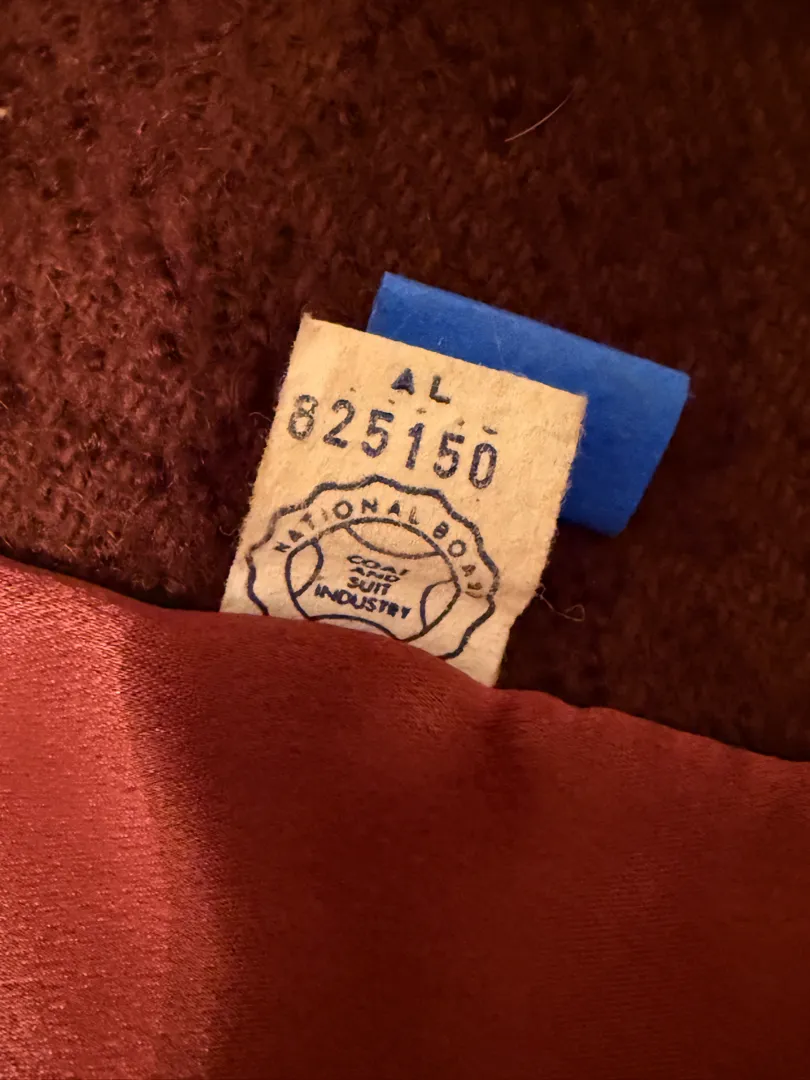 AL
825150
NATIONAL BOARD
COAT
AND
SUIT
INDUSTRY